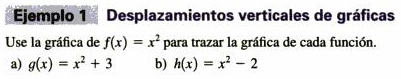 Ejemplo 1 Desplazamientos verticales de gráficas
Use la gráfica de f(x) = x² para trazar la gráfica de cada función.
a) g(x) = x² + 3 b) h(x) = x² − 2